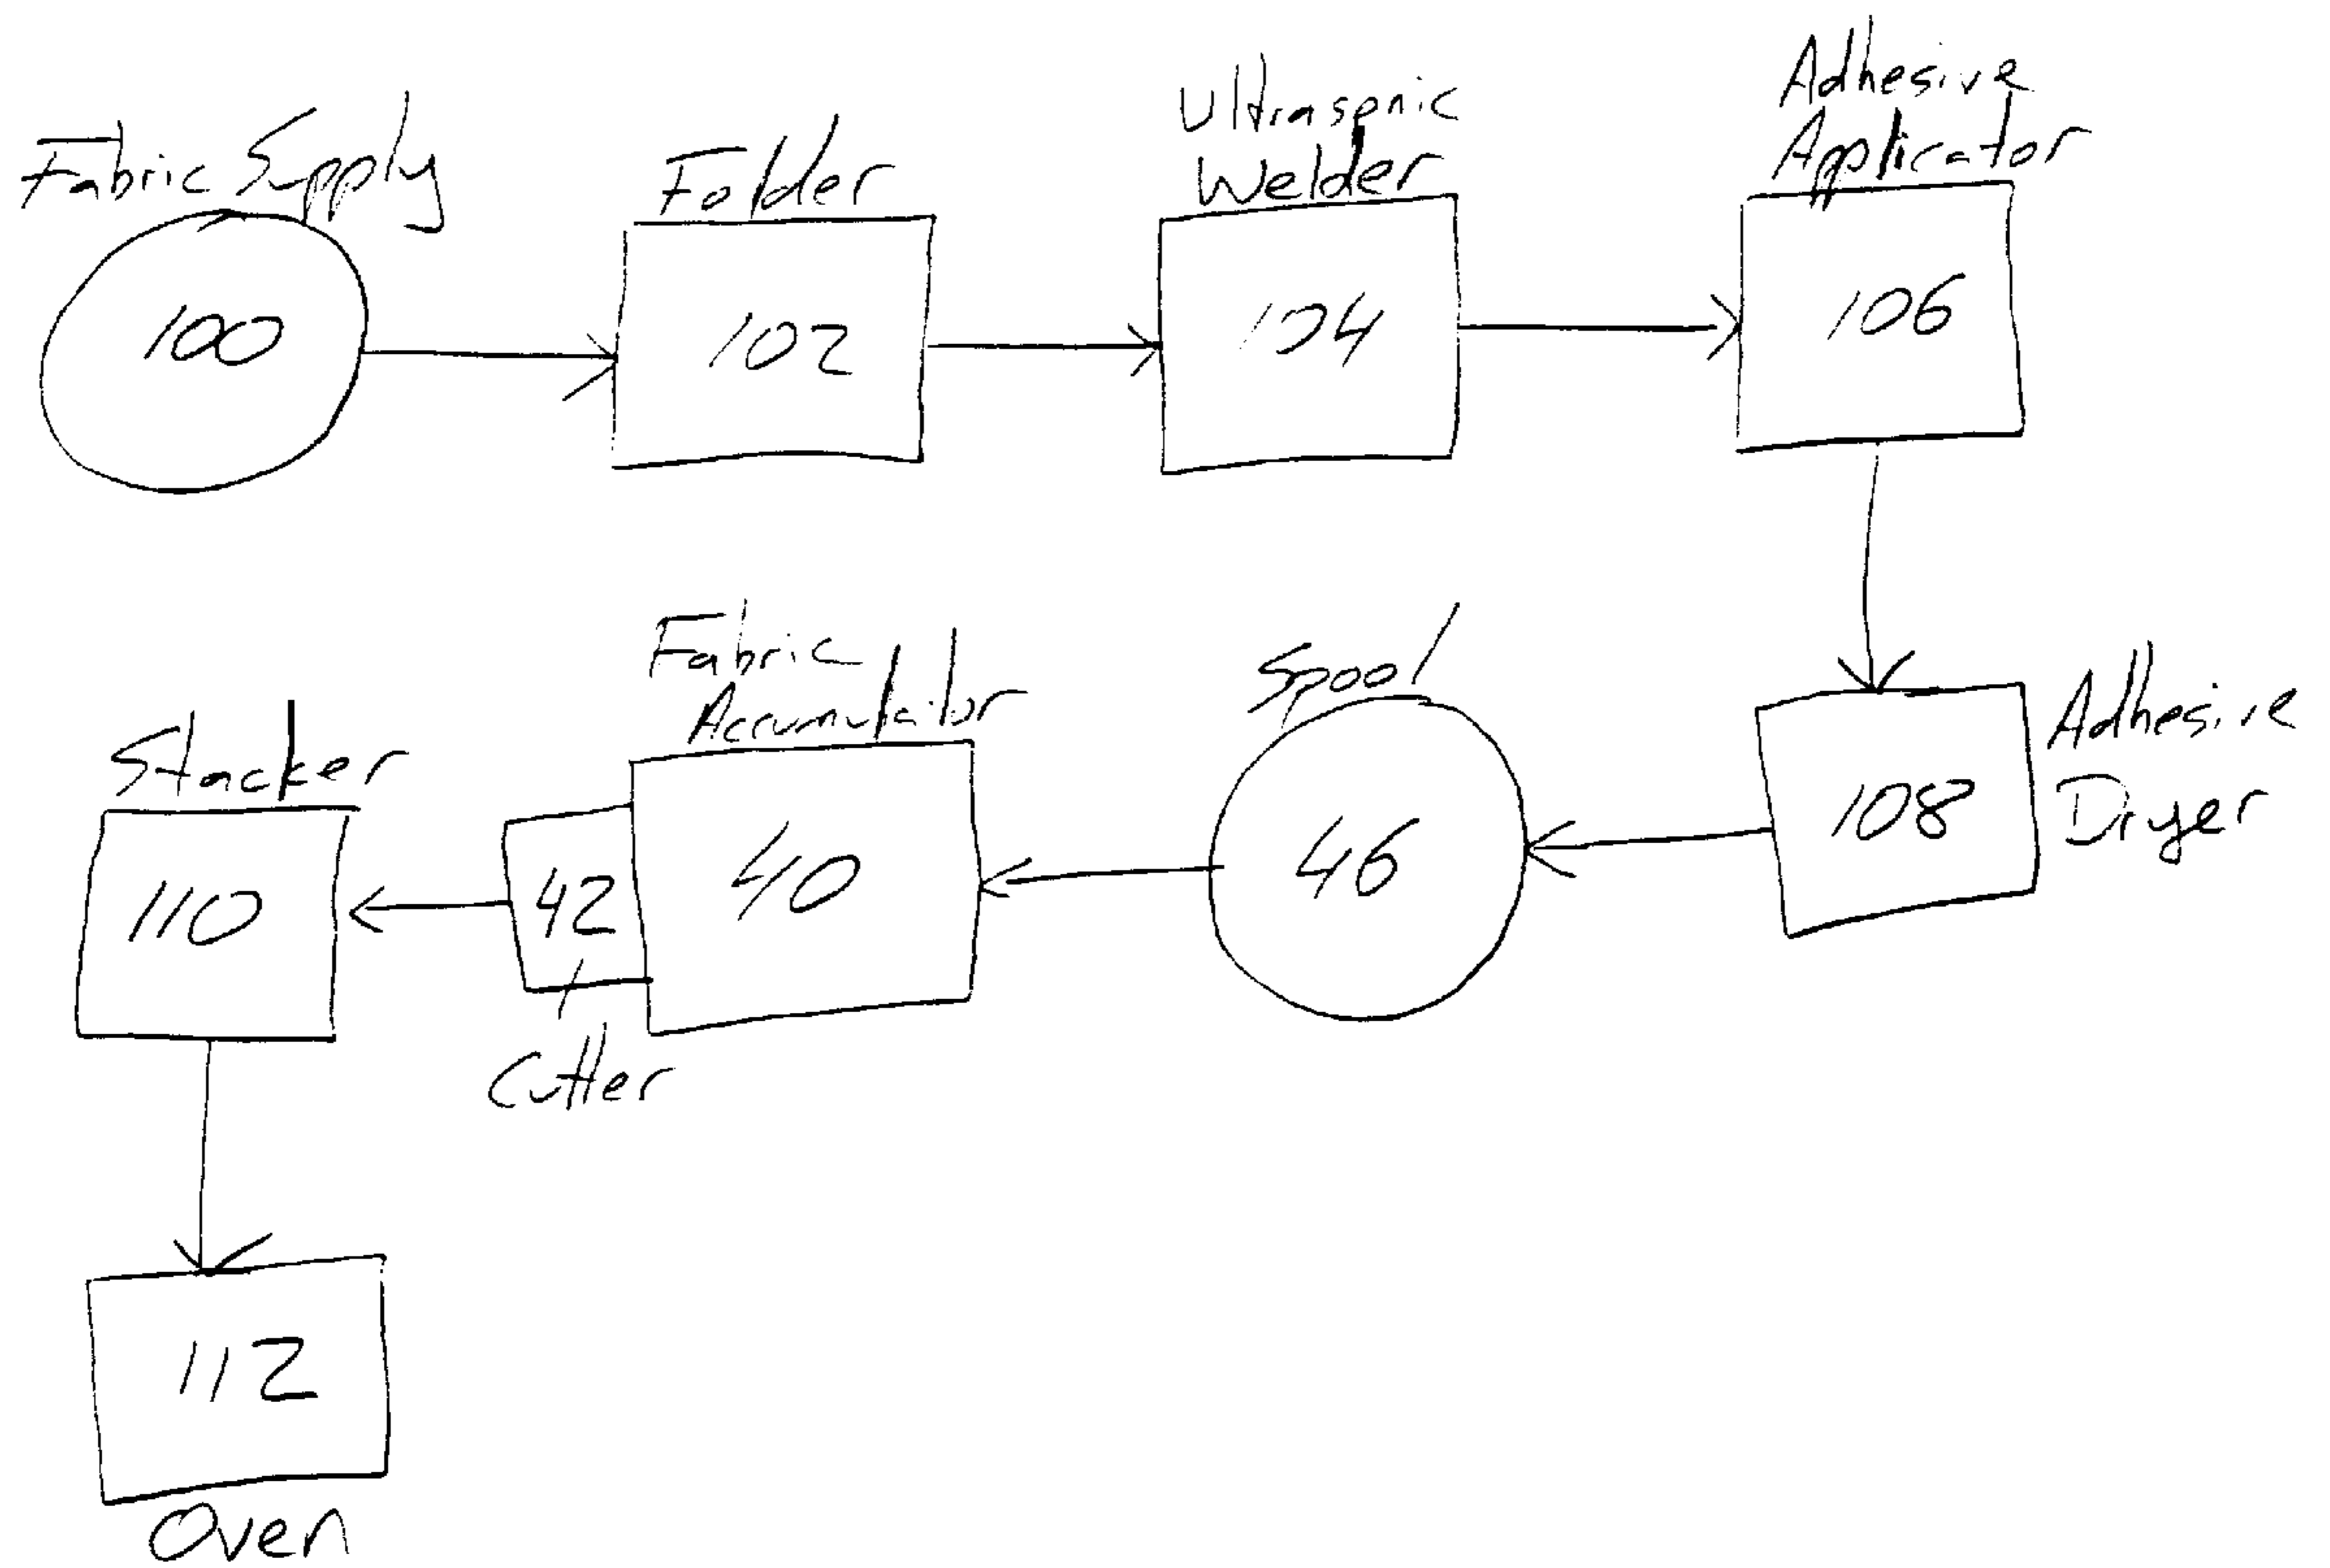 Fabric Supply
100
Folder
102
Ultrasonic
Welder
104
Adhesive
Applicator
106
Adhesive
Dryer
108
Spool
46
Fabric
Accumulator
40
42
Cutter
Stacker
110
112
Oven